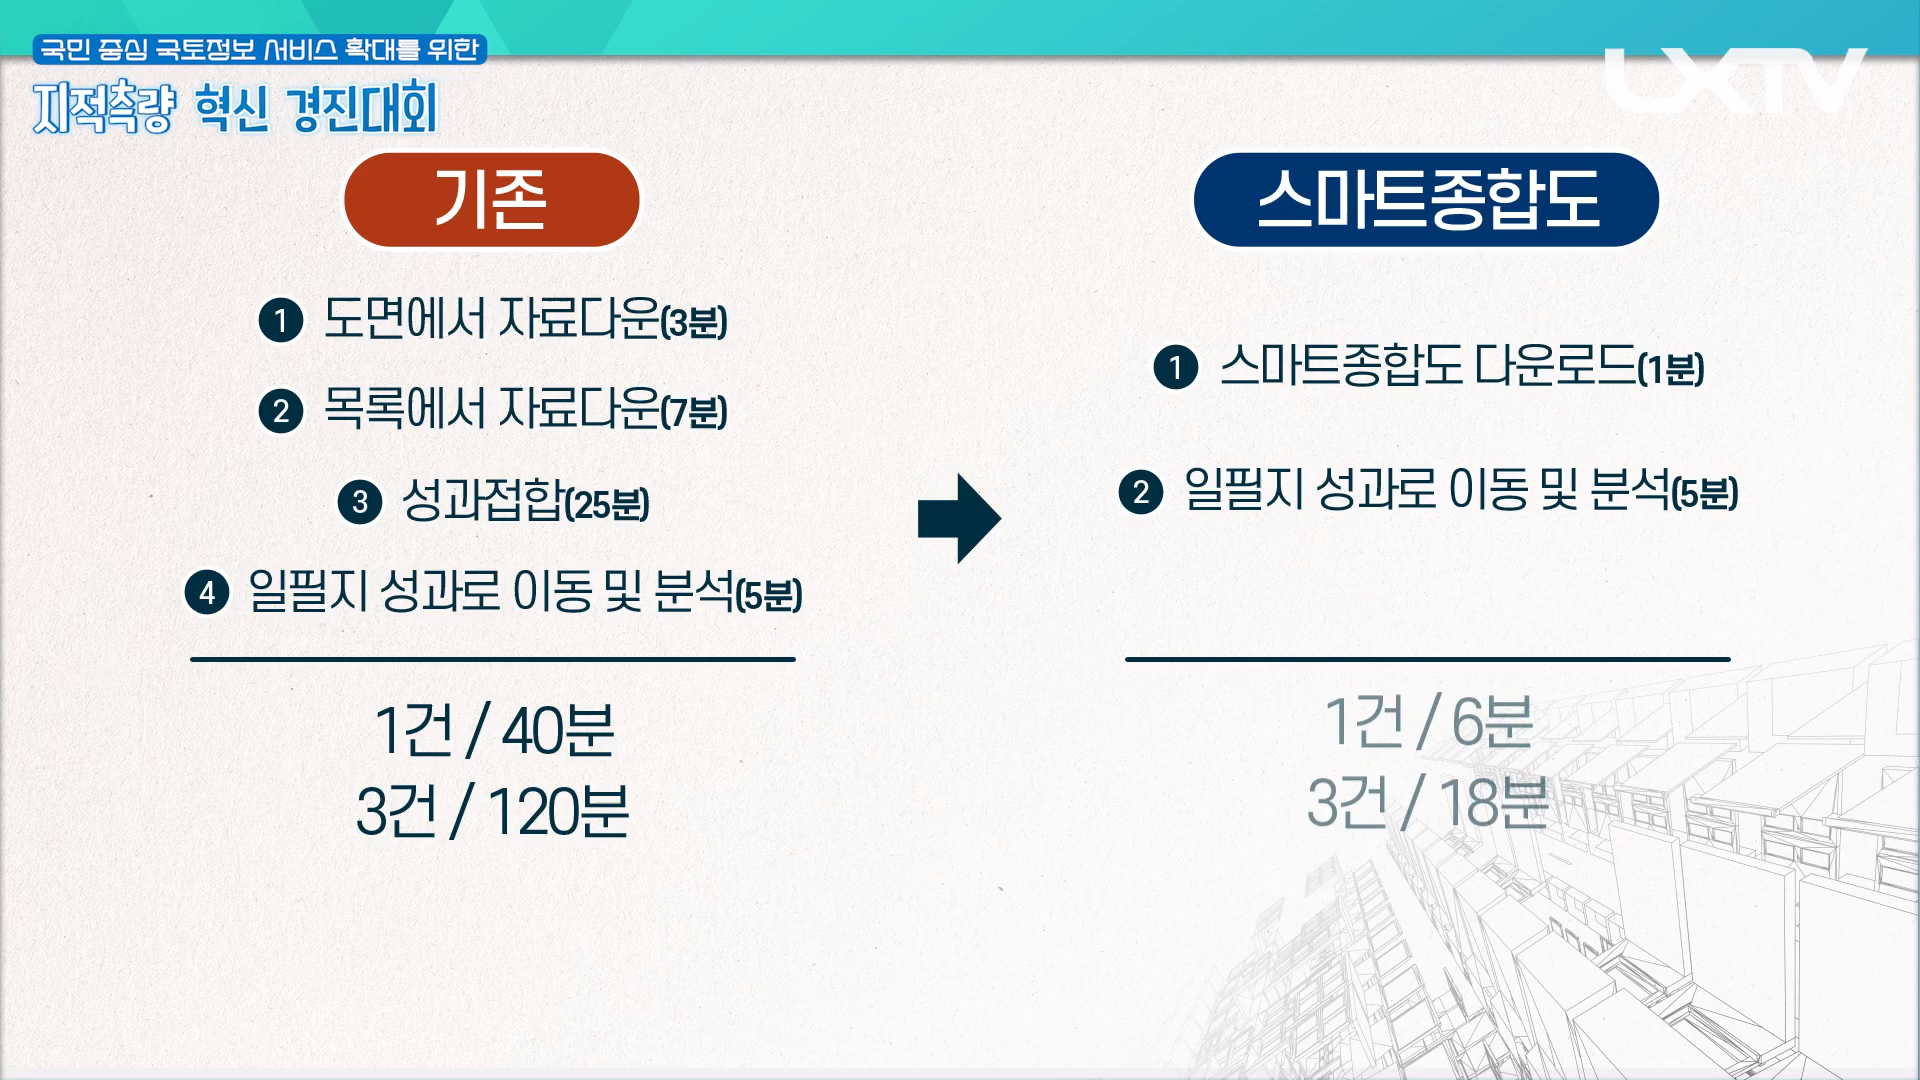 국민 중심 국토정보 서비스 확대를 위한
지적측량 혁신 경진대회
LXTV
기존
1 도면에서 자료다운(3분)
2 목록에서 자료다운(7분)
3 성과접합(25분)
4 일필지 성과로 이동 및 분석(5분)
1건 / 40분
3건 / 120분
스마트종합도
1 스마트종합도 다운로드(1분)
2 일필지 성과로 이동 및 분석(5분)
1건 / 6분
3건 / 18분